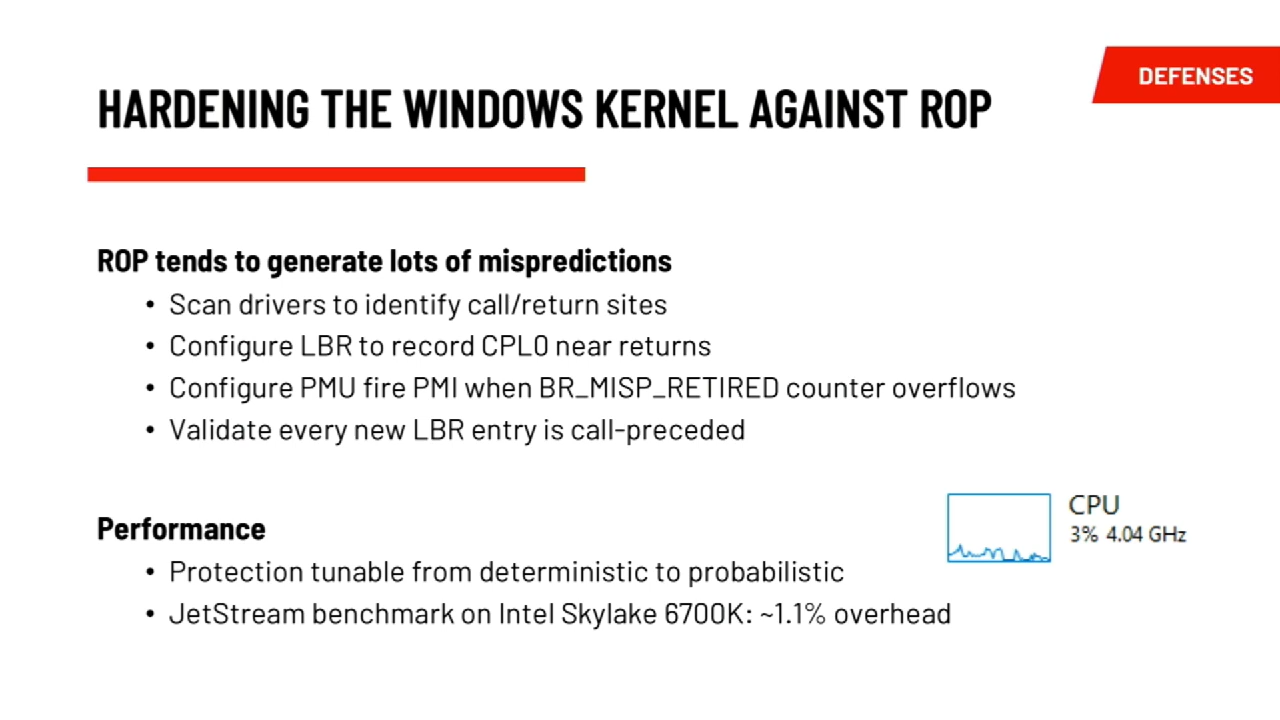 DEFENSES
HARDENING THE WINDOWS KERNEL AGAINST ROP
ROP tends to generate lots of mispredictions
• Scan drivers to identify call/return sites
• Configure LBR to record CPL0 near returns
• Configure PMU fire PMI when BR_MISP_RETIRED counter overflows
• Validate every new LBR entry is call-preceded
Performance
CPU
3% 4.04 GHz
• Protection tunable from deterministic to probabilistic
• JetStream benchmark on Intel Skylake 6700K: ~1.1% overhead